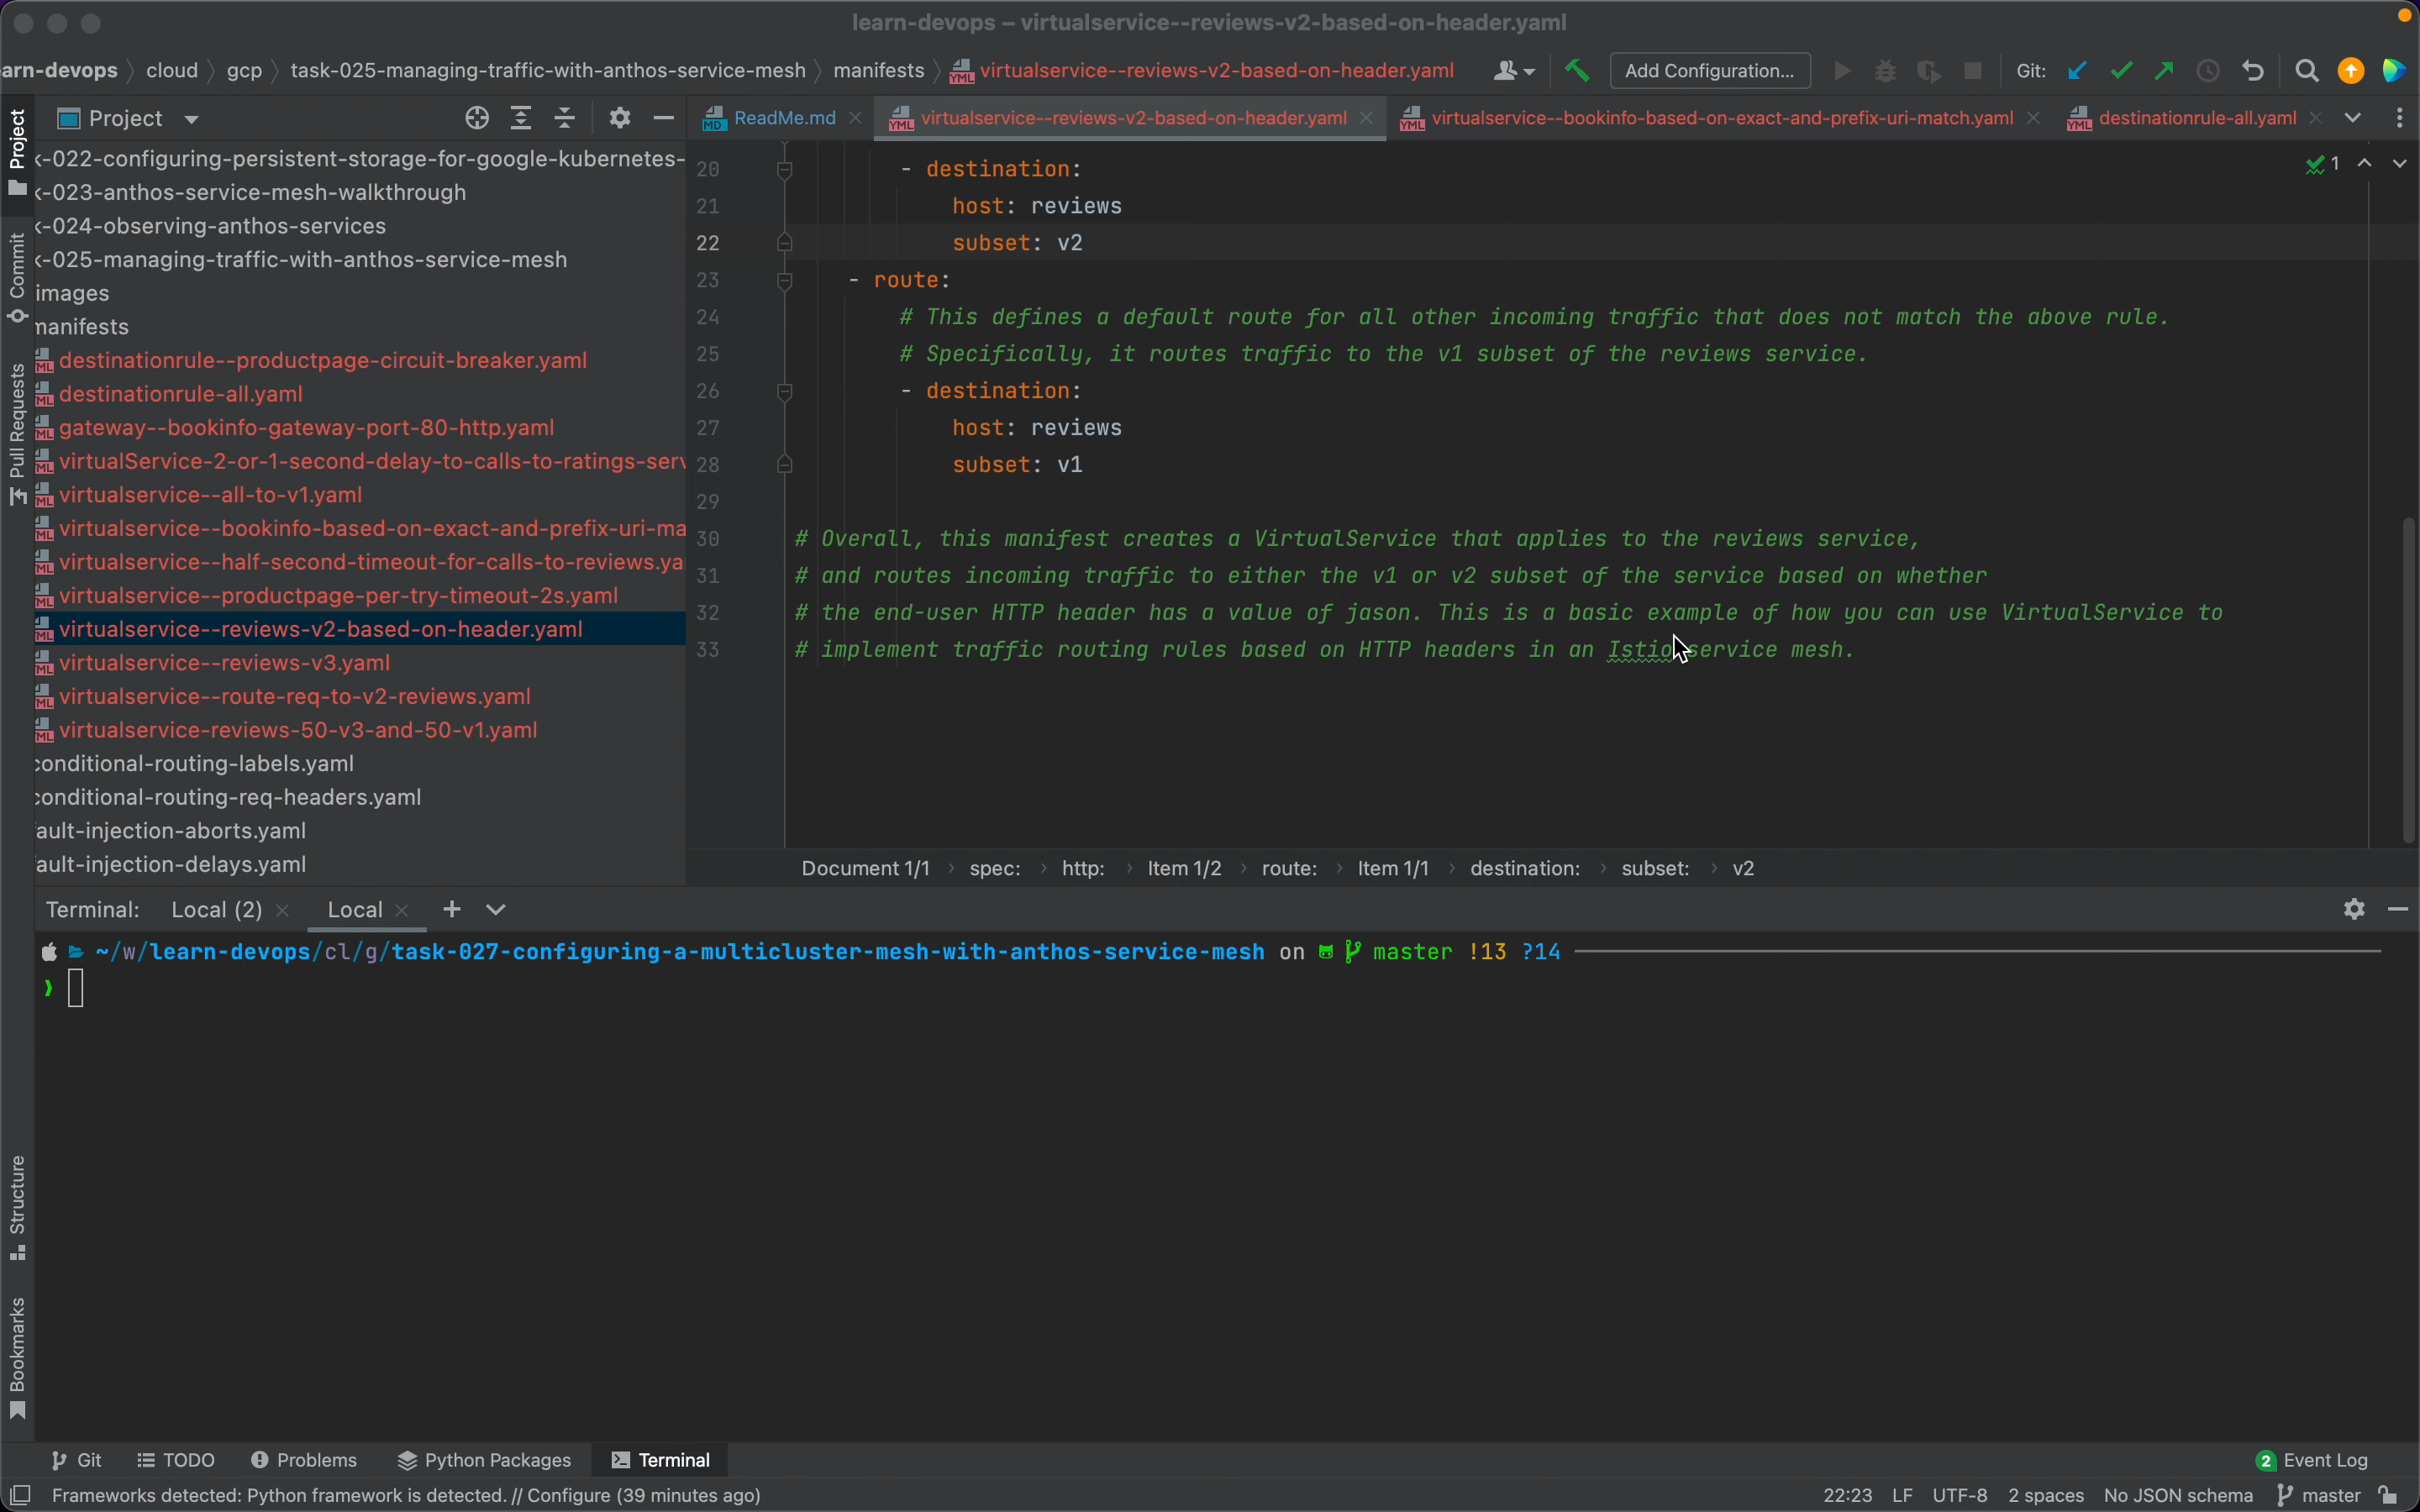 learn-devops – virtualservice--reviews-v2-based-on-header.yaml
arn-devops cloud gcp task-025-managing-traffic-with-anthos-service-mesh manifests YML virtualservice--reviews-v2-based-on-header.yaml Add Configuration... Git:
Project
Commit
Pull Requests
Structure
Bookmarks
Project
k-022-configuring-persistent-storage-for-google-kubernetes-
k-023-anthos-service-mesh-walkthrough
k-024-observing-anthos-services
k-025-managing-traffic-with-anthos-service-mesh
images
manifests
destinationrule--productpage-circuit-breaker.yaml
destinationrule-all.yaml
gateway--bookinfo-gateway-port-80-http.yaml
virtualService-2-or-1-second-delay-to-calls-to-ratings-serv
virtualservice--all-to-v1.yaml
virtualservice--bookinfo-based-on-exact-and-prefix-uri-ma
virtualservice--half-second-timeout-for-calls-to-reviews.ya
virtualservice--productpage-per-try-timeout-2s.yaml
virtualservice--reviews-v2-based-on-header.yaml
virtualservice--reviews-v3.yaml
virtualservice--route-req-to-v2-reviews.yaml
virtualservice-reviews-50-v3-and-50-v1.yaml
conditional-routing-labels.yaml
conditional-routing-req-headers.yaml
fault-injection-aborts.yaml
fault-injection-delays.yaml
MD ReadMe.md YML virtualservice--reviews-v2-based-on-header.yaml YML virtualservice--bookinfo-based-on-exact-and-prefix-uri-match.yaml YML destinationrule-all.yaml
1
20 - destination:
21 host: reviews
22 subset: v2
23 - route:
24 # This defines a default route for all other incoming traffic that does not match the above rule.
25 # Specifically, it routes traffic to the v1 subset of the reviews service.
26 - destination:
27 host: reviews
28 subset: v1
29
30 # Overall, this manifest creates a VirtualService that applies to the reviews service,
31 # and routes incoming traffic to either the v1 or v2 subset of the service based on whether
32 # the end-user HTTP header has a value of jason. This is a basic example of how you can use VirtualService to
33 # implement traffic routing rules based on HTTP headers in an Istio service mesh.
Document 1/1 › spec: › http: › Item 1/2 › route: › Item 1/1 › destination: › subset: › v2
Terminal: Local (2) Local
~/w/learn-devops/cl/g/task-027-configuring-a-multicluster-mesh-with-anthos-service-mesh on master !13 ?14
❯
Git TODO Problems Python Packages Terminal 2 Event Log
Frameworks detected: Python framework is detected. // Configure (39 minutes ago) 22:23 LF UTF-8 2 spaces No JSON schema master